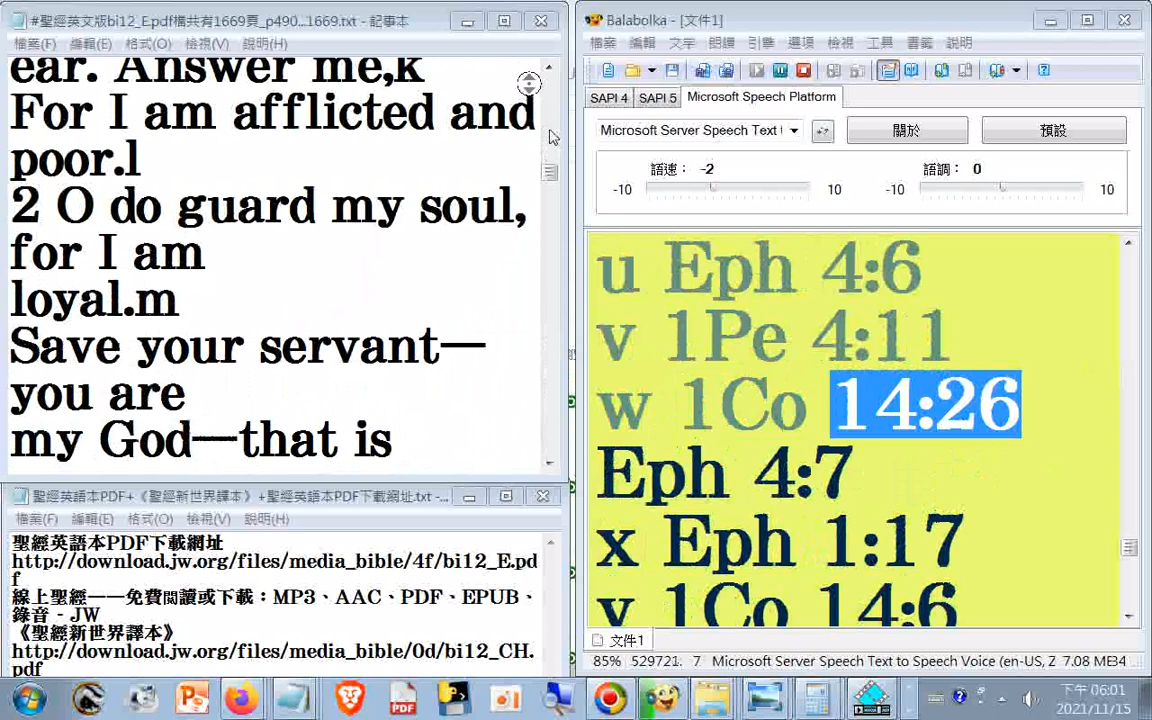 #聖經英文版bi12_Epdf檔共有1669頁_p490...1669.txt - 記事本
檔案(F) 編輯(E) 格式(O) 檢視(V) 說明(H)
ear. Answer me,k
For I am afflicted and
poor.l
2 O do guard my soul,
for I am
loyal.m
Save your servant—
you are
my God—that is
聖經英語本PDF+《聖經新世界譯本》+聖經英語本PDF下載網址.txt -...
檔案(F) 編輯(E) 格式(O) 檢視(V) 說明(H)
聖經英語本PDF下載網址
http://download.jw.org/files/media_bible/4f/bi12_E.pd
f
線上聖經——免費閱讀或下載：MP3、AAC、PDF、EPUB、
錄音 - JW
《聖經新世界譯本》
http://download.jw.org/files/media_bible/0d/bi12_CH.
pdf
Balabolka - [文件1]
檔案 編輯 文字 朗讀 引擎 選項 檢視 工具 書籤 說明
SAPI 4 SAPI 5 Microsoft Speech Platform
Microsoft Server Speech Text 關於 預設
語速： -2 語調： 0
-10 10 -10 10
u Eph 4:6
v 1Pe 4:11
w 1Co 14:26
Eph 4:7
x Eph 1:17
y 1Co 14:6
文件1
85% 529721. 7 Microsoft Server Speech Text to Speech Voice (en-US, Z 7.08 ME34
下午 06:01
2021/11/15